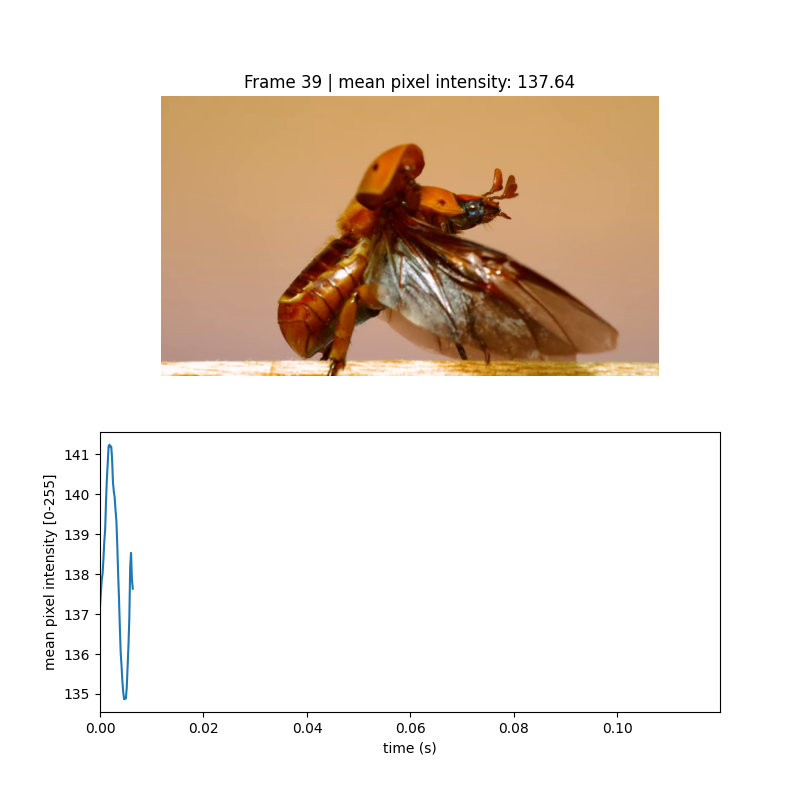 Frame 39 | mean pixel intensity: 137.64
141
140
139
138
137
136
135
mean pixel intensity [0-255]
0.00 0.02 0.04 0.06 0.08 0.10
time (s)